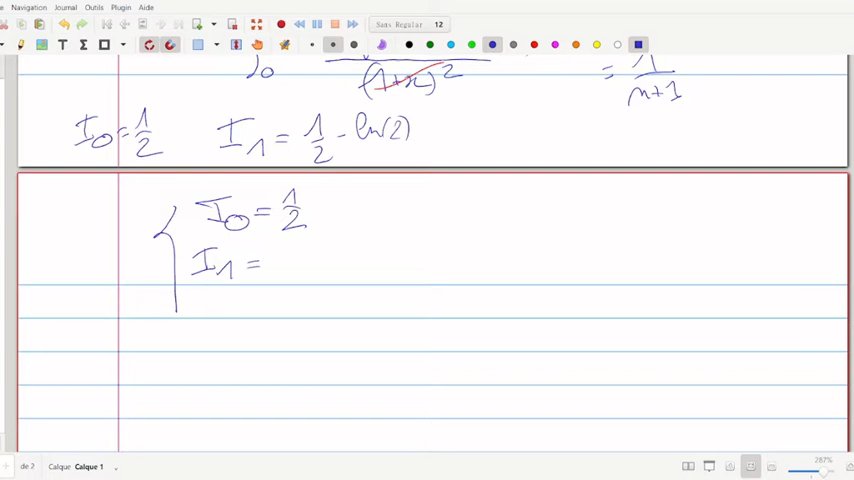 Navigation Journal Outils Plugin Aide
Sans Regular 12
0 (1+x)² = 1/(n+1)
I₀ = 1/2 I₁ = 1/2 - ln(2)
I₀ = 1/2
I₁ =
de 2 Calque Calque 1 287%